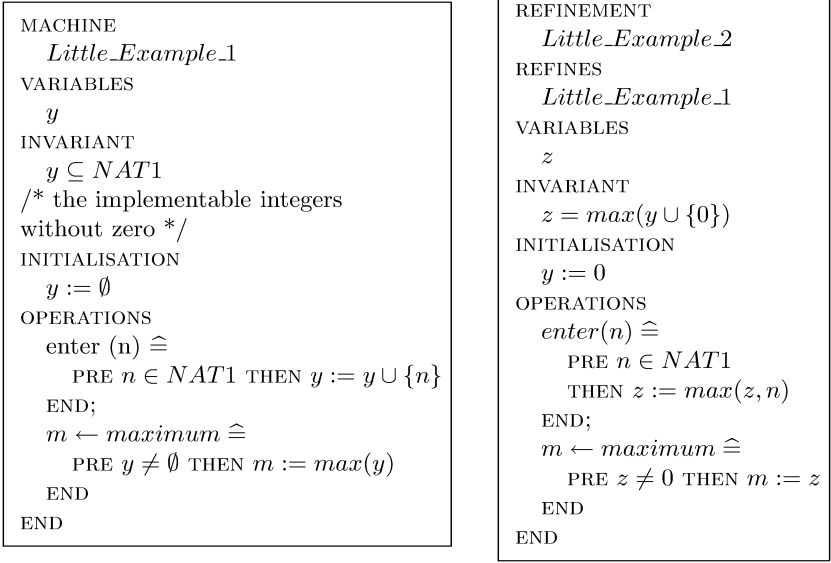 MACHINE
Little_Example_1
VARIABLES
y
INVARIANT
y ⊆ NAT1
/* the implementable integers
without zero */
INITIALISATION
y := ∅
OPERATIONS
enter (n) ≙
PRE n ∈ NAT1 THEN y := y ∪ {n}
END;
m ← maximum ≙
PRE y ≠ ∅ THEN m := max(y)
END
END
REFINEMENT
Little_Example_2
REFINES
Little_Example_1
VARIABLES
z
INVARIANT
z = max(y ∪ {0})
INITIALISATION
y := 0
OPERATIONS
enter(n) ≙
PRE n ∈ NAT1
THEN z := max(z, n)
END;
m ← maximum ≙
PRE z ≠ 0 THEN m := z
END
END